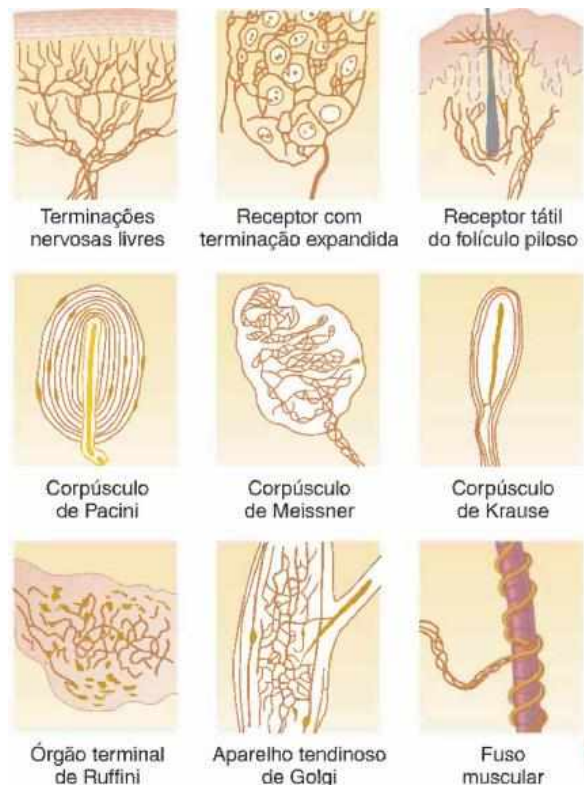 Terminações
nervosas livres
Receptor com
terminação expandida
Receptor tátil
do folículo piloso
Corpúsculo
de Pacini
Corpúsculo
de Meissner
Corpúsculo
de Krause
Órgão terminal
de Ruffini
Aparelho tendinoso
de Golgi
Fuso
muscular